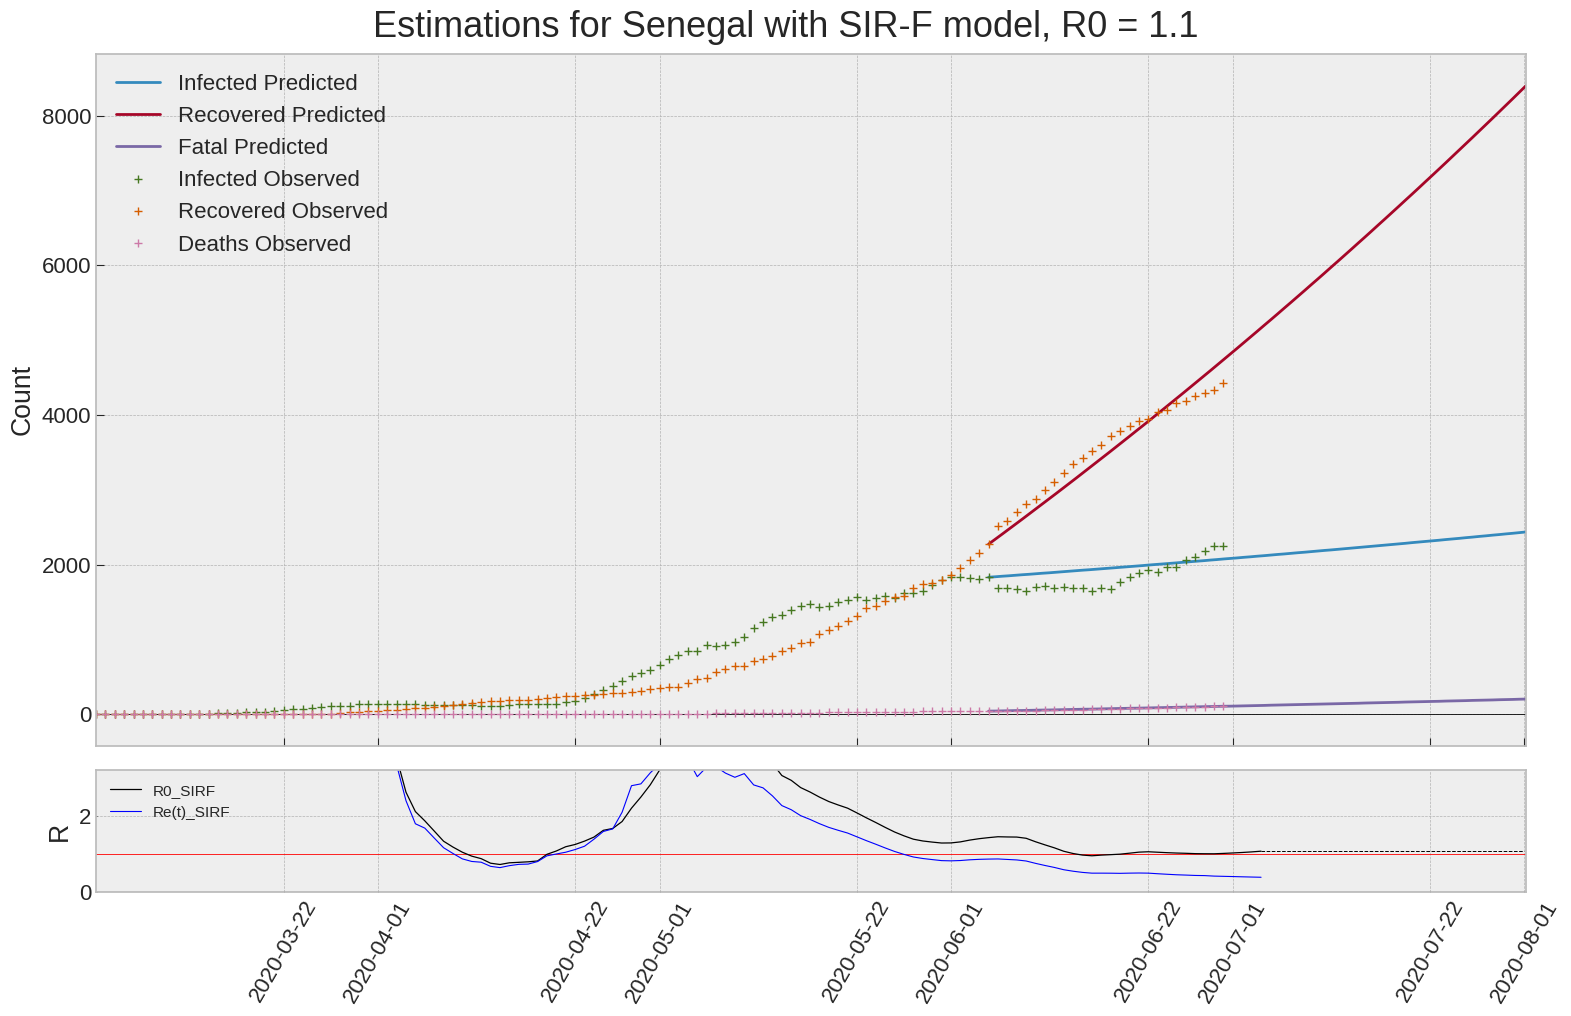 Estimations for Senegal with SIR-F model, R0 = 1.1
Infected Predicted
Recovered Predicted
Fatal Predicted
Infected Observed
Recovered Observed
Deaths Observed
8000
6000
4000
2000
0
Count
R0_SIRF
Re(t)_SIRF
2
0
R
2020-03-22
2020-04-01
2020-04-22
2020-05-01
2020-05-22
2020-06-01
2020-06-22
2020-07-01
2020-07-22
2020-08-01